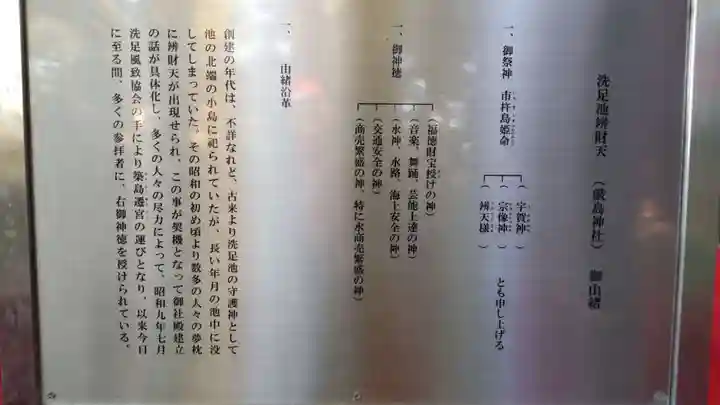 洗足池辨財天 (厳島神社) 御由緒
一、御祭神 市杵島姫命
(宇賀神)
(宗像神)
(辨天様)
とも申し上げる
一、御神徳
(福徳財宝授けの神)
(音楽、舞踊、芸能上達の神)
(水神、水路、海上安全の神)
(交通安全の神)
(商売繁盛の神、特に水商売繁盛の神)
一、由緒沿革
創建の年代は、不詳なれど、古来より洗足池の守護神として
池の北端の小島に祀られていたが、長い年月の池中に没
してしまっていた。その昭和の初め頃より数多の人々の夢枕
に辨財天が出現せられ、この事が契機となって御社殿建立
の話が具体化し、多くの人々の尽力によって、昭和九年七月
洗足風致協会の手により築島遷宮の運びとなり、以来今日
に至る間、多くの参拝者に、右御神徳を授けられている。